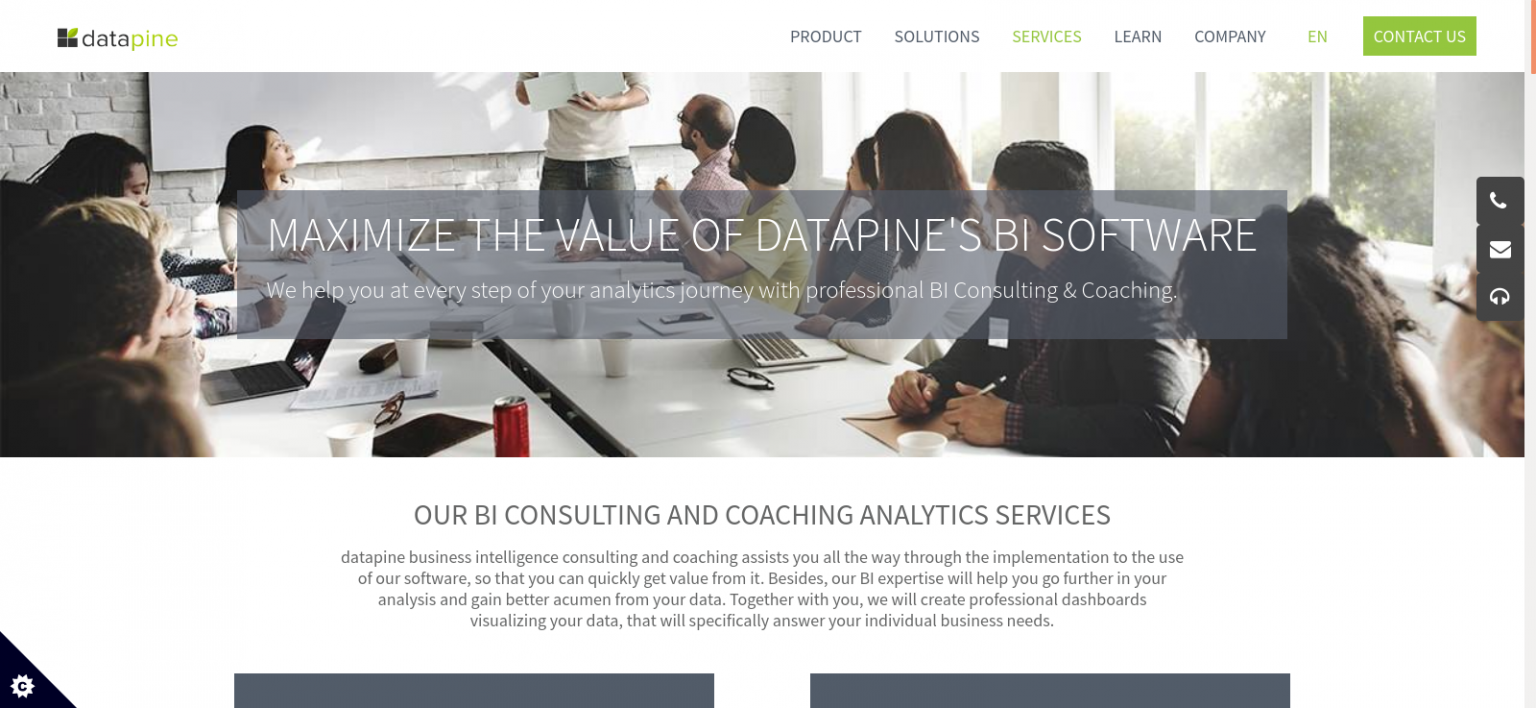 datapine
PRODUCT SOLUTIONS SERVICES LEARN COMPANY EN CONTACT US
MAXIMIZE THE VALUE OF DATAPINE'S BI SOFTWARE
We help you at every step of your analytics journey with professional BI Consulting & Coaching.
OUR BI CONSULTING AND COACHING ANALYTICS SERVICES
datapine business intelligence consulting and coaching assists you all the way through the implementation to the use
of our software, so that you can quickly get value from it. Besides, our BI expertise will help you go further in your
analysis and gain better acumen from your data. Together with you, we will create professional dashboards
visualizing your data, that will specifically answer your individual business needs.